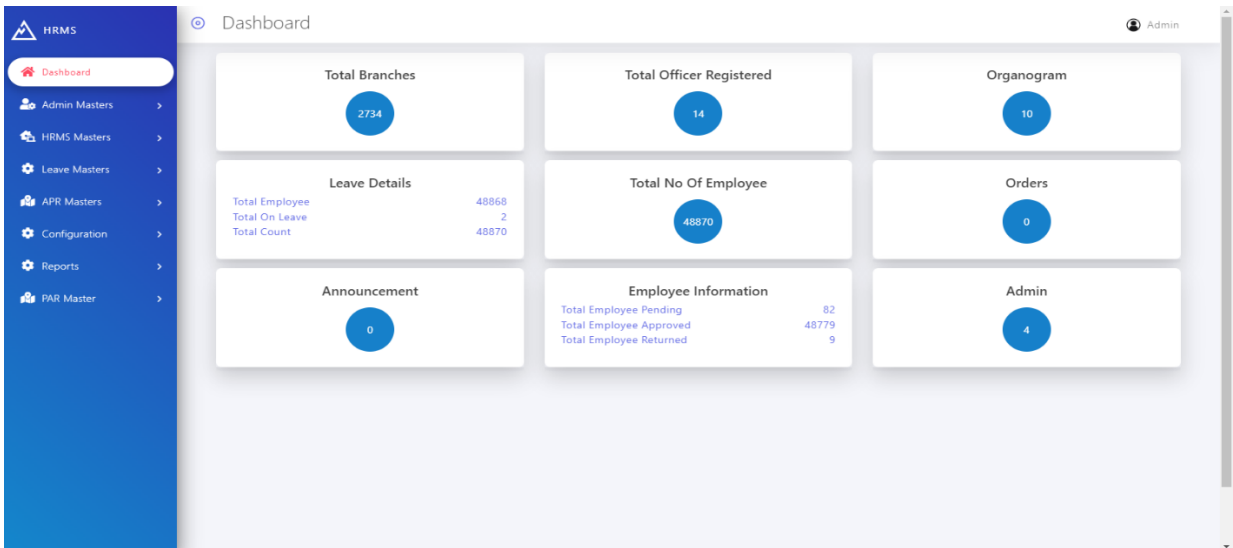 HRMS
Dashboard
Admin Masters
HRMS Masters
Leave Masters
APR Masters
Configuration
Reports
PAR Master
Dashboard
Admin
Total Branches
2734
Total Officer Registered
14
Organogram
10
Leave Details
Total Employee 48868
Total On Leave 2
Total Count 48870
Total No Of Employee
48870
Orders
0
Announcement
0
Employee Information
Total Employee Pending 82
Total Employee Approved 48779
Total Employee Returned 9
Admin
4